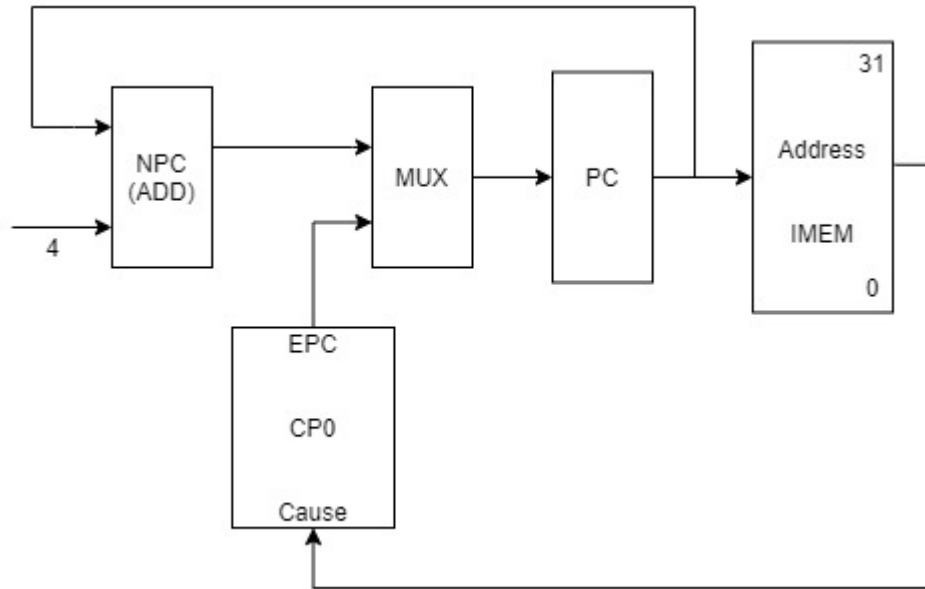 NPC
(ADD)
4
MUX
PC
31
Address
IMEM
0
EPC
CP0
Cause